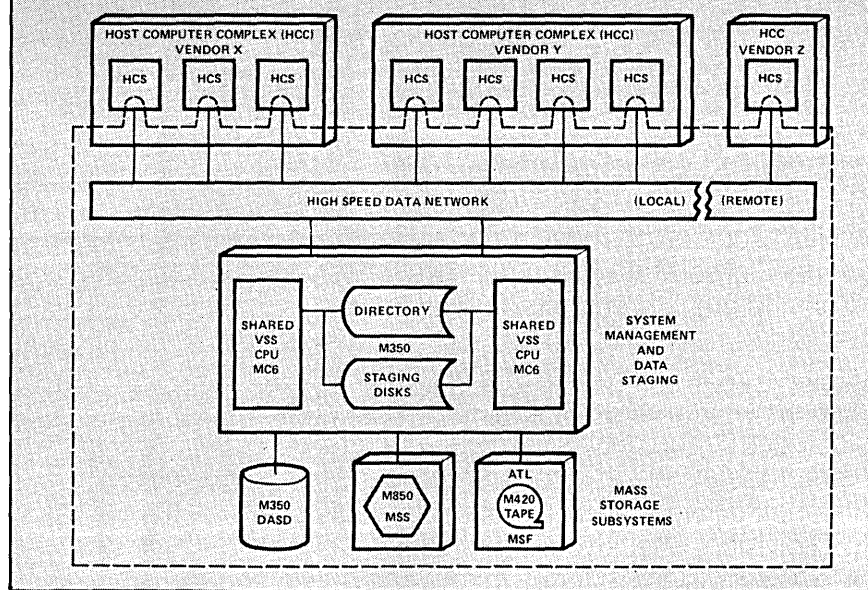 HOST COMPUTER COMPLEX (HCC)
VENDOR X
HOST COMPUTER COMPLEX (HCC)
VENDOR Y
HCC
VENDOR Z
HCS
HCS
HCS
HCS
HCS
HCS
HCS
HCS
HIGH SPEED DATA NETWORK
(LOCAL)
(REMOTE)
SHARED
VSS
CPU
MC6
DIRECTORY
M350
STAGING
DISKS
SHARED
VSS
CPU
MC6
SYSTEM
MANAGEMENT
AND
DATA
STAGING
M350
DASD
M850
MSS
ATL
M420
TAPE
MSF
MASS
STORAGE
SUBSYSTEMS